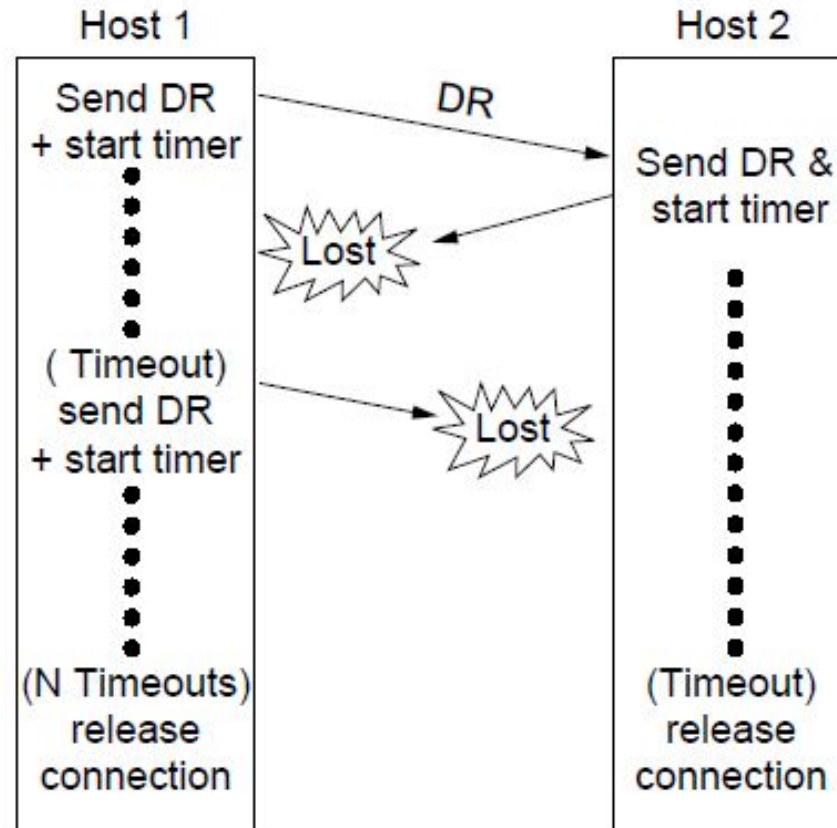 Host 1
Host 2
Send DR
+ start timer
DR
Send DR &
start timer
Lost
( Timeout)
send DR
+ start timer
Lost
(N Timeouts)
release
connection
(Timeout)
release
connection